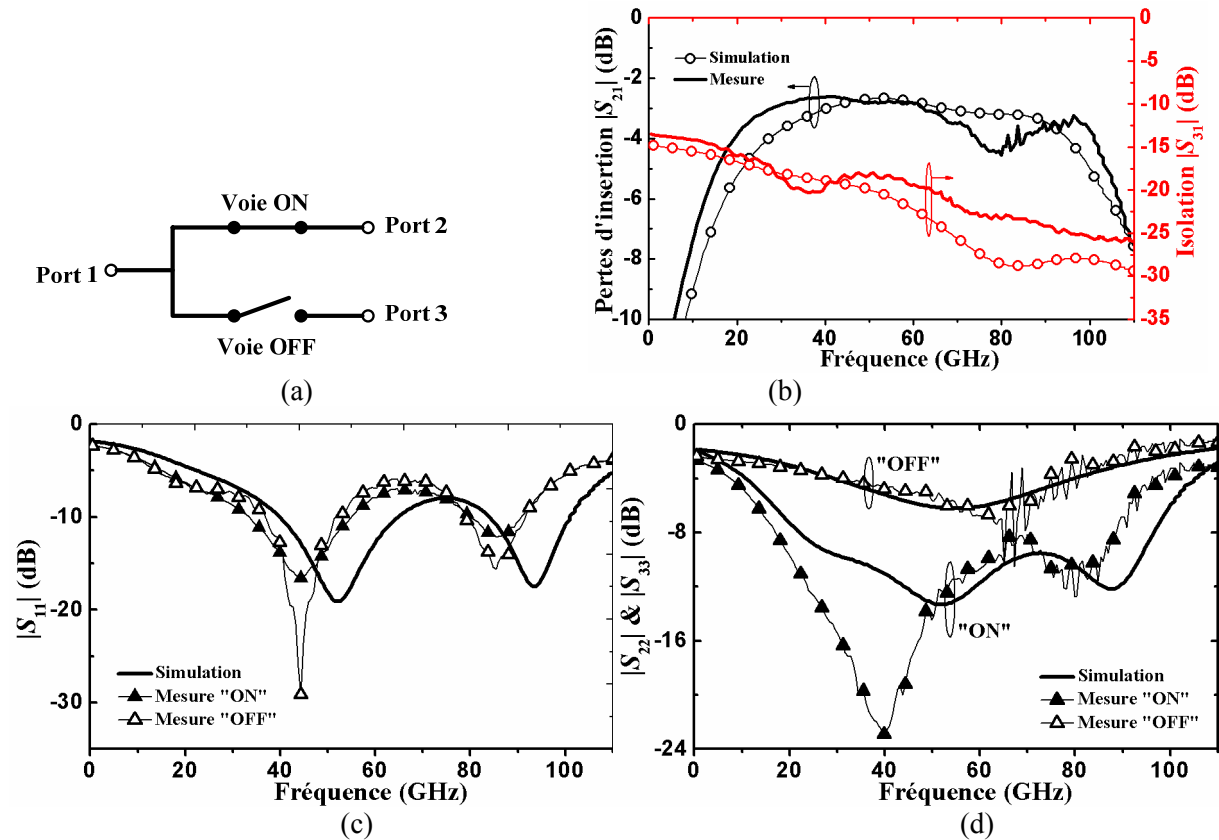 Voie ON
Port 2
Port 1
Port 3
Voie OFF
(a)
Pertes d'insertion |S21| (dB)
0
-2
-4
-6
-8
-10
Simulation
Mesure
0
-5
-10
-15
-20
-25
-30
-35
Isolation |S31| (dB)
0 20 40 60 80 100
Fréquence (GHz)
(b)
|S11| (dB)
0
-10
-20
-30
Simulation
Mesure "ON"
Mesure "OFF"
0 20 40 60 80 100
Fréquence (GHz)
(c)
|S22| & |S33| (dB)
0
-8
-16
-24
"OFF"
"ON"
Simulation
Mesure "ON"
Mesure "OFF"
0 20 40 60 80 100
Fréquence (GHz)
(d)